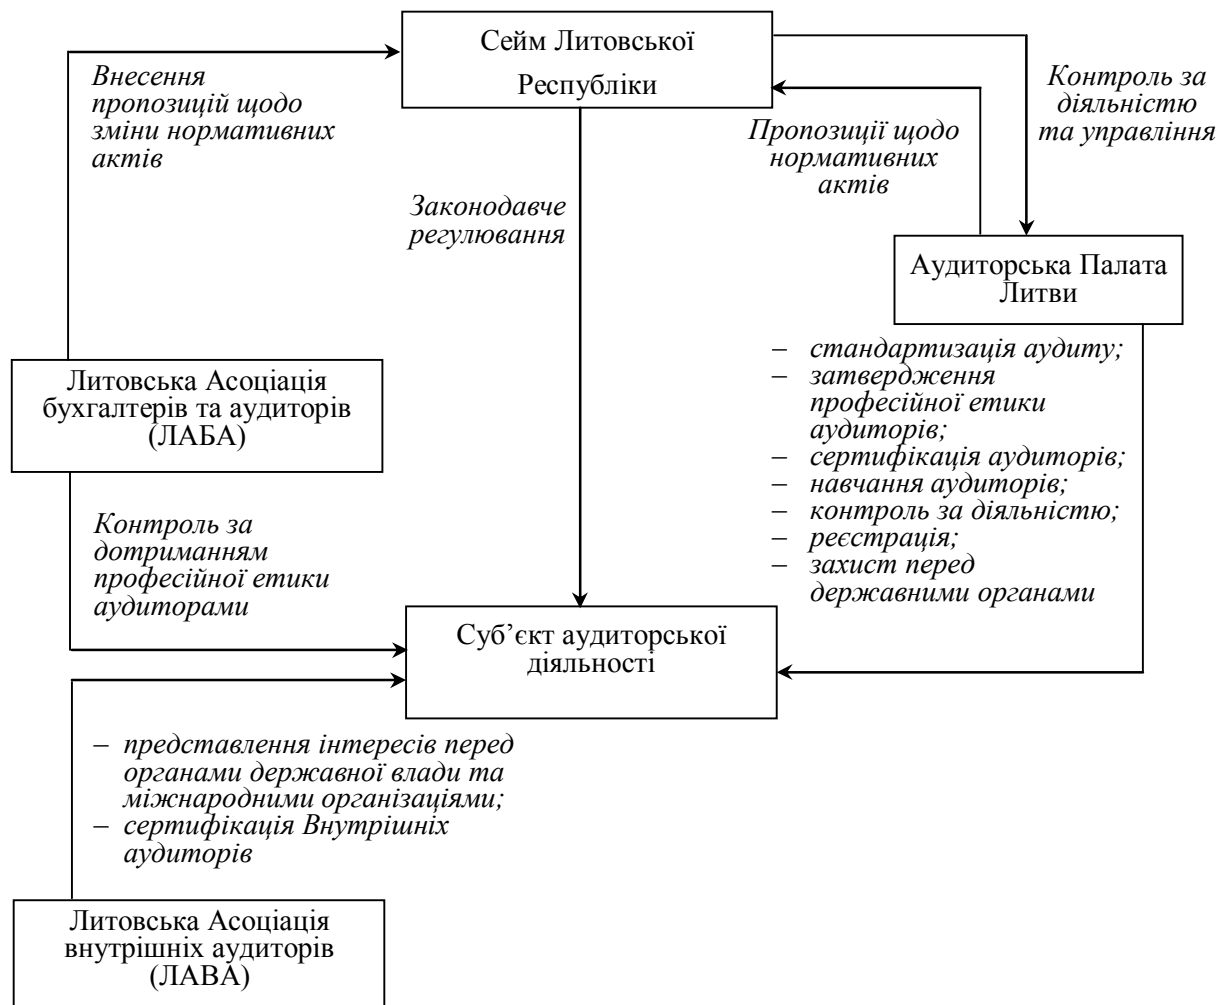 Сейм Литовської
Республіки
Внесення
пропозицій щодо
зміни нормативних
актів
Контроль за
діяльністю
та управління
Пропозиції щодо
нормативних
актів
Законодавче
регулювання
Аудиторська Палата
Литви
Литовська Асоціація
бухгалтерів та аудиторів
(ЛАБА)
– стандартизація аудиту;
– затвердження
професійної етики
аудиторів;
– сертифікація аудиторів;
– навчання аудиторів;
– контроль за діяльністю;
– реєстрація;
– захист перед
державними органами
Контроль за
дотриманням
професійної етики
аудиторами
Суб’єкт аудиторської
діяльності
– представлення інтересів перед
органами державної влади та
міжнародними організаціями;
– сертифікація Внутрішніх
аудиторів
Литовська Асоціація
внутрішніх аудиторів
(ЛАВА)